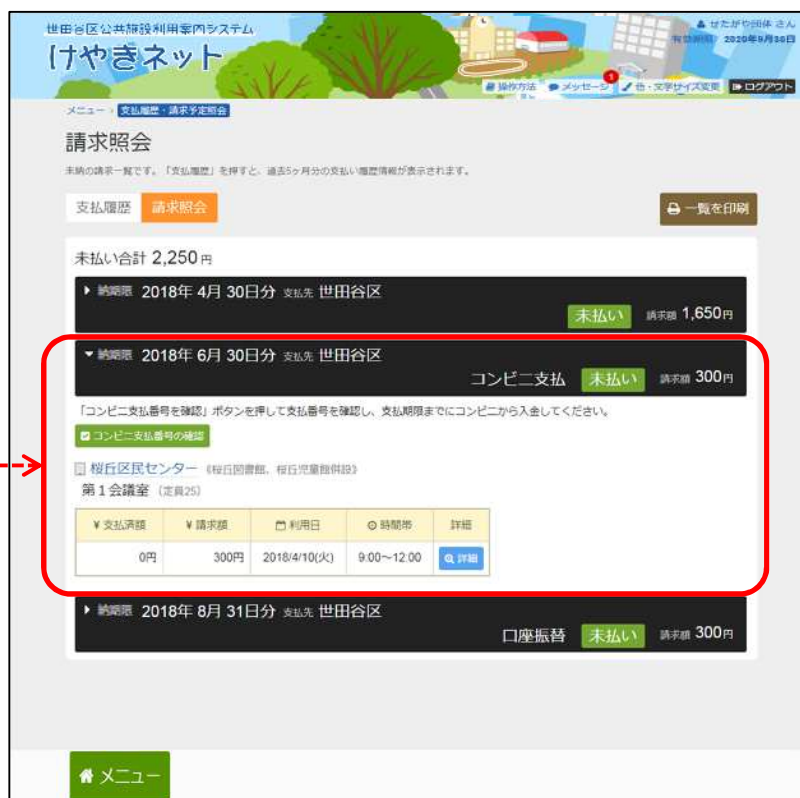 世田谷区公共施設利用案内システム
けやきネット
せたがや団体 さん
有効期限: 2020年9月30日
操作方法 メッセージ 1 色・文字サイズ変更 ログアウト
メニュー › 支払履歴・請求予定照会
請求照会
未納の請求一覧です。「支払履歴」を押すと、過去5ヶ月分の支払い履歴情報が表示されます。
支払履歴 請求照会 一覧を印刷
未払い合計 2,250 円
納期限 2018年 4月 30日分 支払先 世田谷区
未払い 請求額 1,650円
納期限 2018年 6月 30日分 支払先 世田谷区
コンビニ支払 未払い 請求額 300円
「コンビニ支払番号を確認」ボタンを押して支払番号を確認し、支払期限までにコンビニから入金してください。
コンビニ支払番号の確認
桜丘区民センター 《桜丘図書館、桜丘児童館併設》
第1会議室 (定員25)
¥ 支払済額 ¥ 請求額 利用日 時間帯 詳細
0円 300円 2018/4/10(火) 9:00～12:00 詳細
納期限 2018年 8月 31日分 支払先 世田谷区
口座振替 未払い 請求額 300円
メニュー